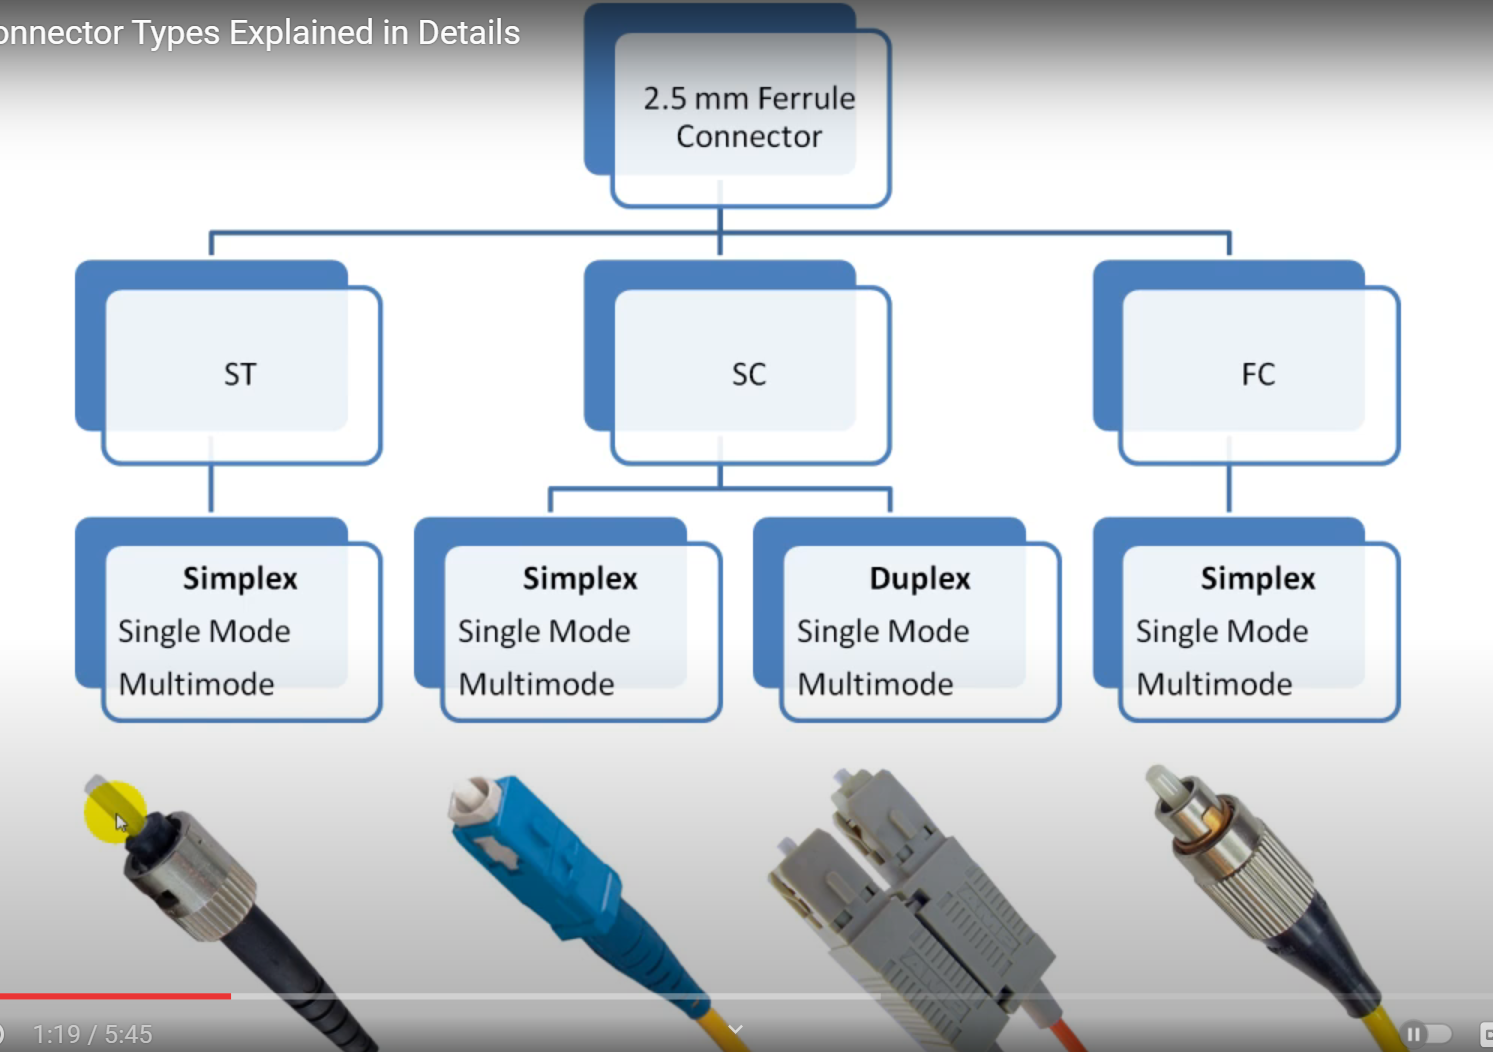 onnector Types Explained in Details
2.5 mm Ferrule
Connector
ST
SC
FC
Simplex
Single Mode
Multimode
Simplex
Single Mode
Multimode
Duplex
Single Mode
Multimode
Simplex
Single Mode
Multimode
1:19 / 5:45